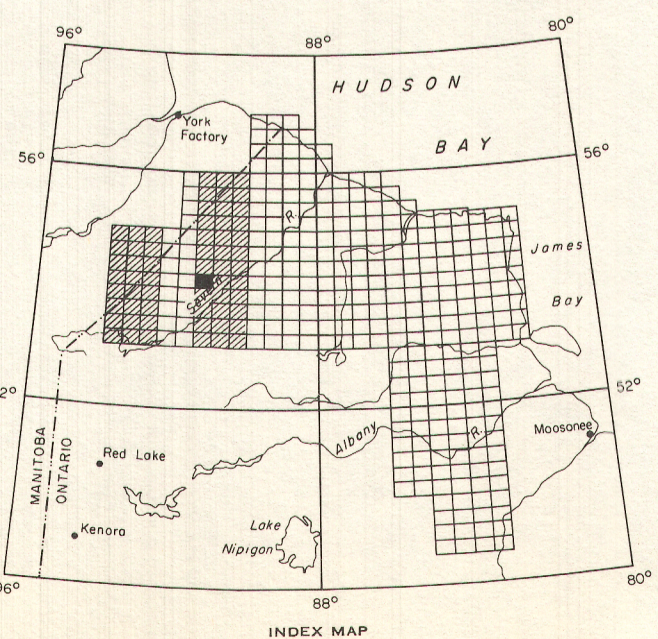 96°
88°
80°
HUDSON
York
Factory
BAY
56°
56°
R.
James
Severn
Bay
2°
52°
Albany
R.
Moosonee
MANITOBA
ONTARIO
Red Lake
Kenora
Lake
Nipigon
96°
88°
80°
INDEX MAP